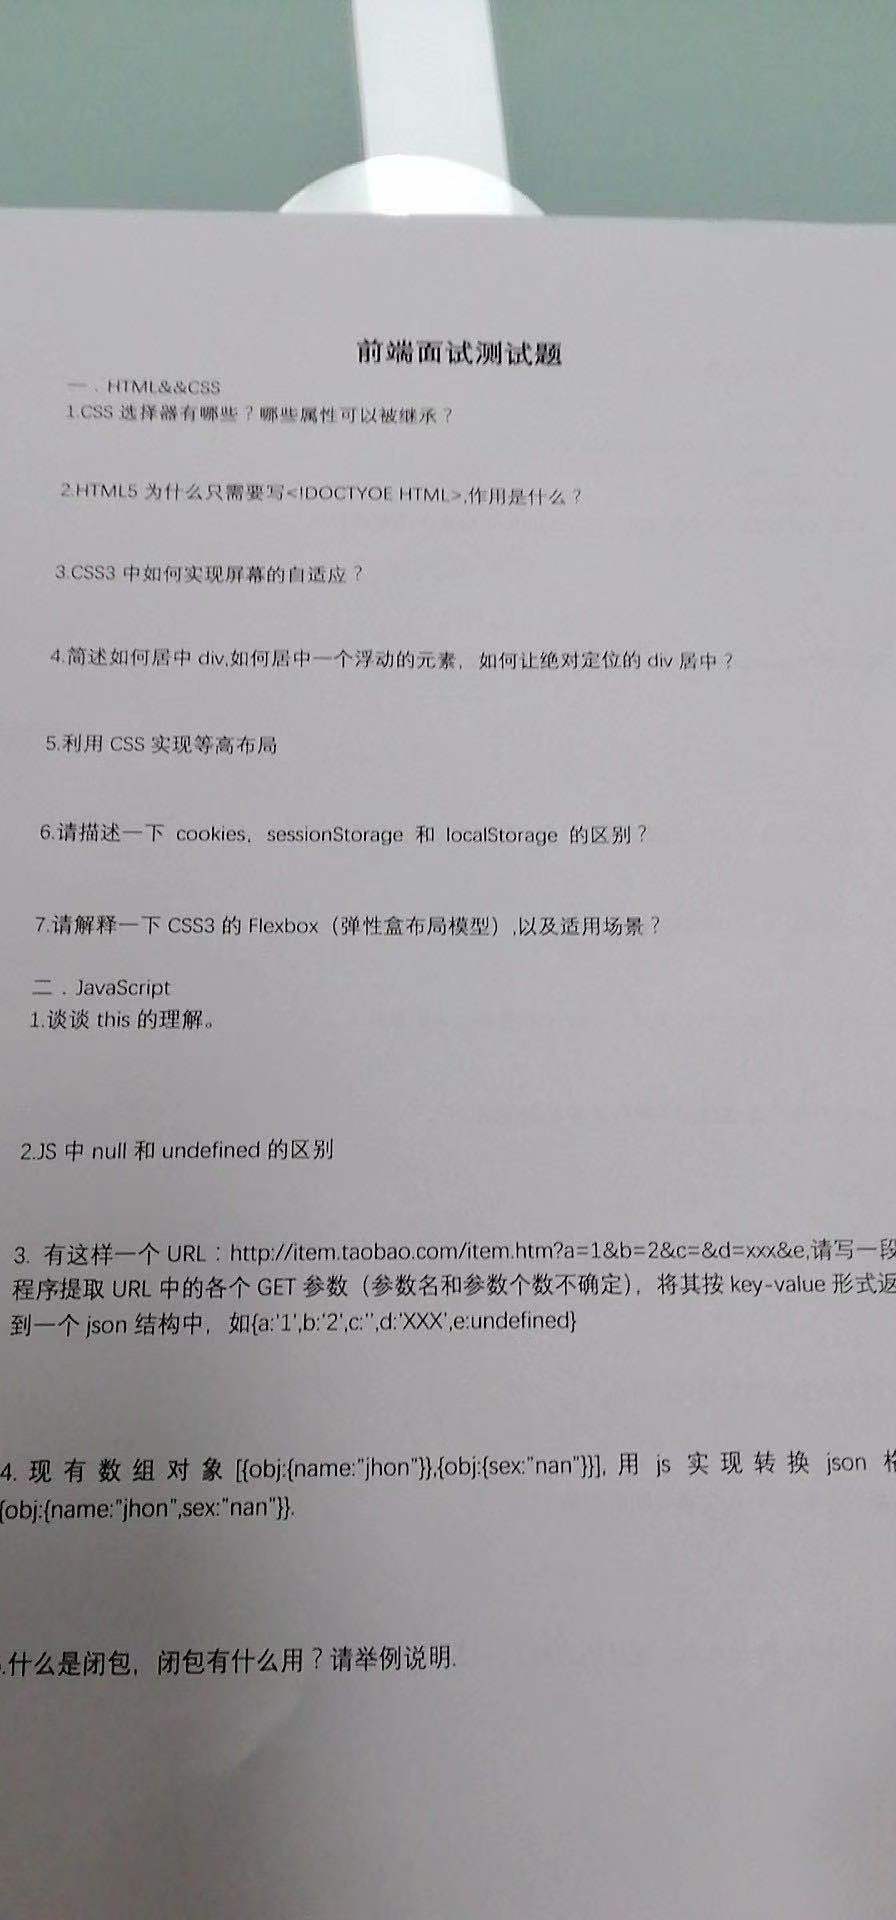 前端面试测试题
一．HTML&&CSS
1.CSS 选择器有哪些？哪些属性可以被继承？
2.HTML5 为什么只需要写<!DOCTYOE HTML>,作用是什么？
3.CSS3 中如何实现屏幕的自适应？
4.简述如何居中 div,如何居中一个浮动的元素，如何让绝对定位的 div 居中？
5.利用 CSS 实现等高布局
6.请描述一下 cookies，sessionStorage 和 localStorage 的区别？
7.请解释一下 CSS3 的 Flexbox（弹性盒布局模型）,以及适用场景？
二．JavaScript
1.谈谈 this 的理解。
2.JS 中 null 和 undefined 的区别
3. 有这样一个 URL：http://item.taobao.com/item.htm?a=1&b=2&c=&d=xxx&e,请写一段
程序提取 URL 中的各个 GET 参数（参数名和参数个数不确定），将其按 key-value 形式返
到一个 json 结构中，如{a:'1',b:'2',c:'',d:'XXX',e:undefined}
4. 现有数组对象[{obj:{name:"jhon"}},{obj:{sex:"nan"}}],用 js 实现转换 json 格
{obj:{name:"jhon",sex:"nan"}}.
.什么是闭包，闭包有什么用？请举例说明.